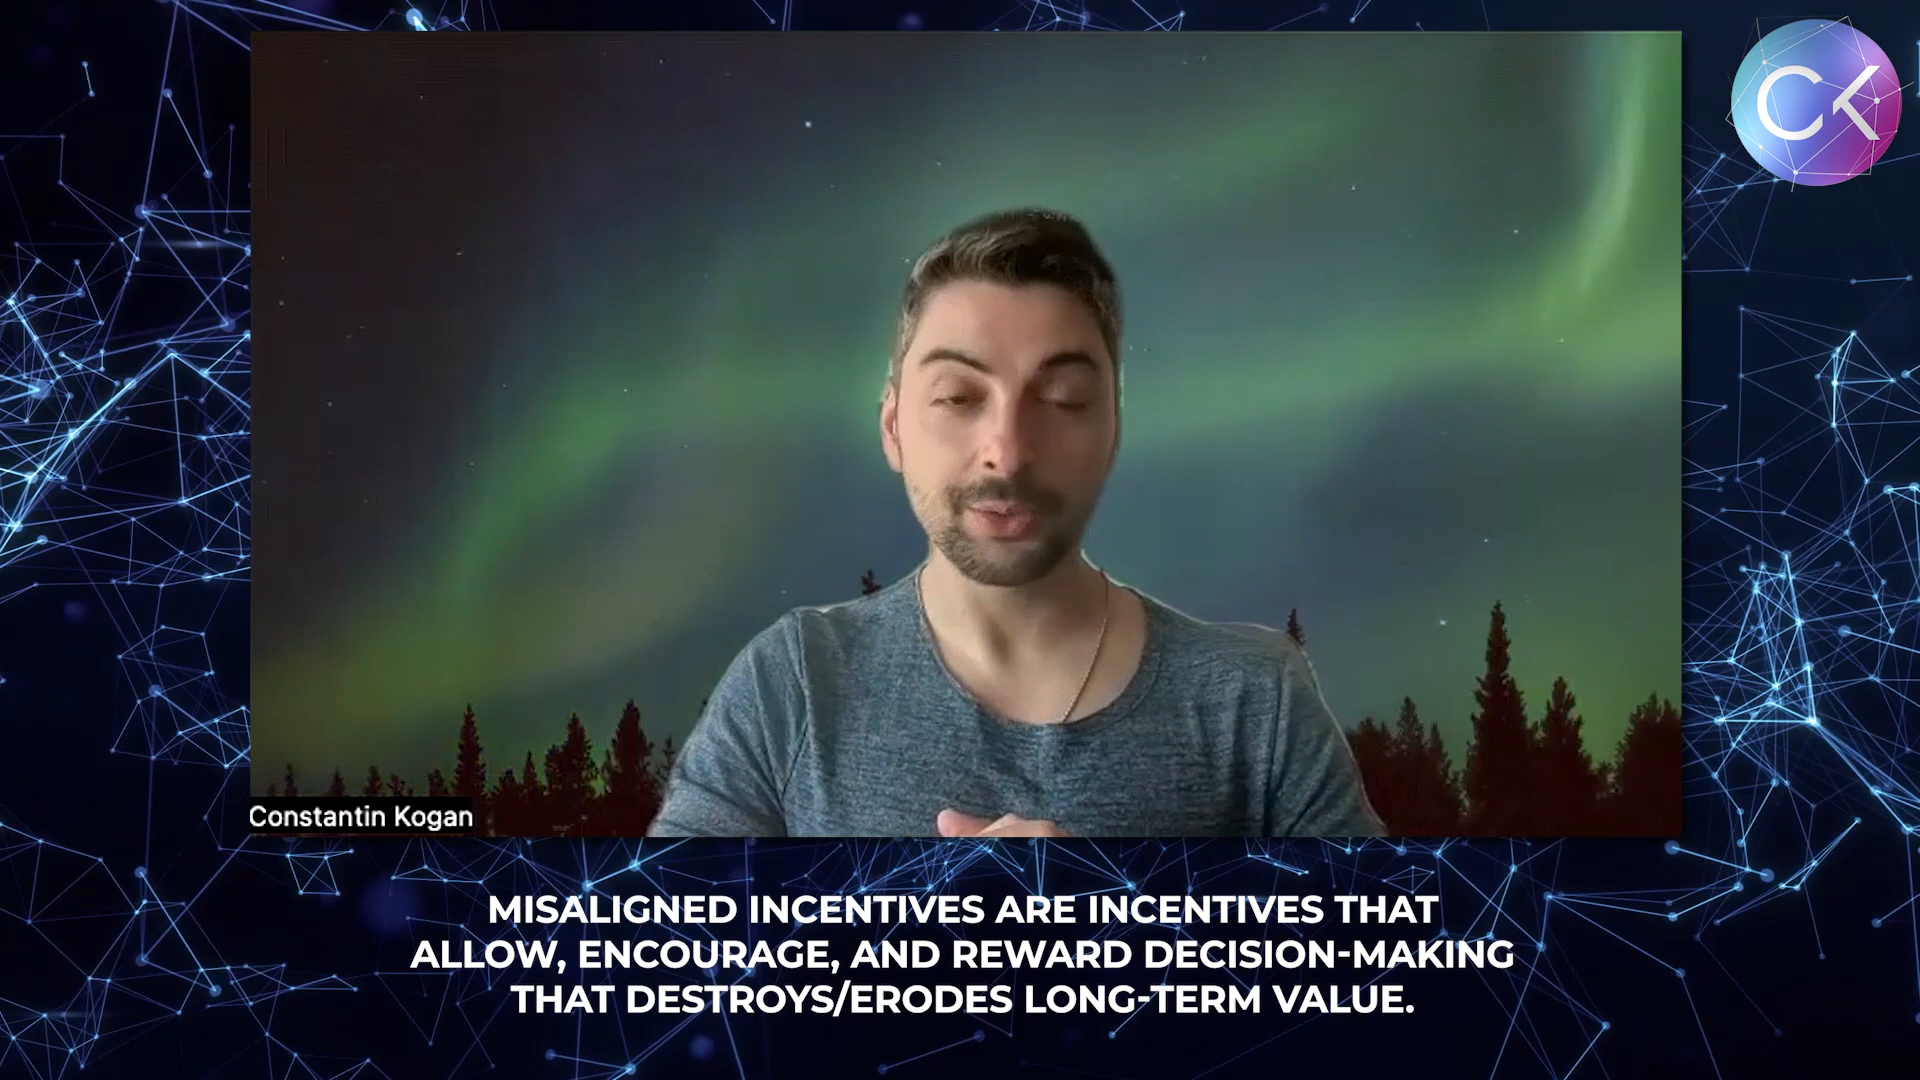 CK
Constantin Kogan
MISALIGNED INCENTIVES ARE INCENTIVES THAT
ALLOW, ENCOURAGE, AND REWARD DECISION-MAKING
THAT DESTROYS/ERODES LONG-TERM VALUE.